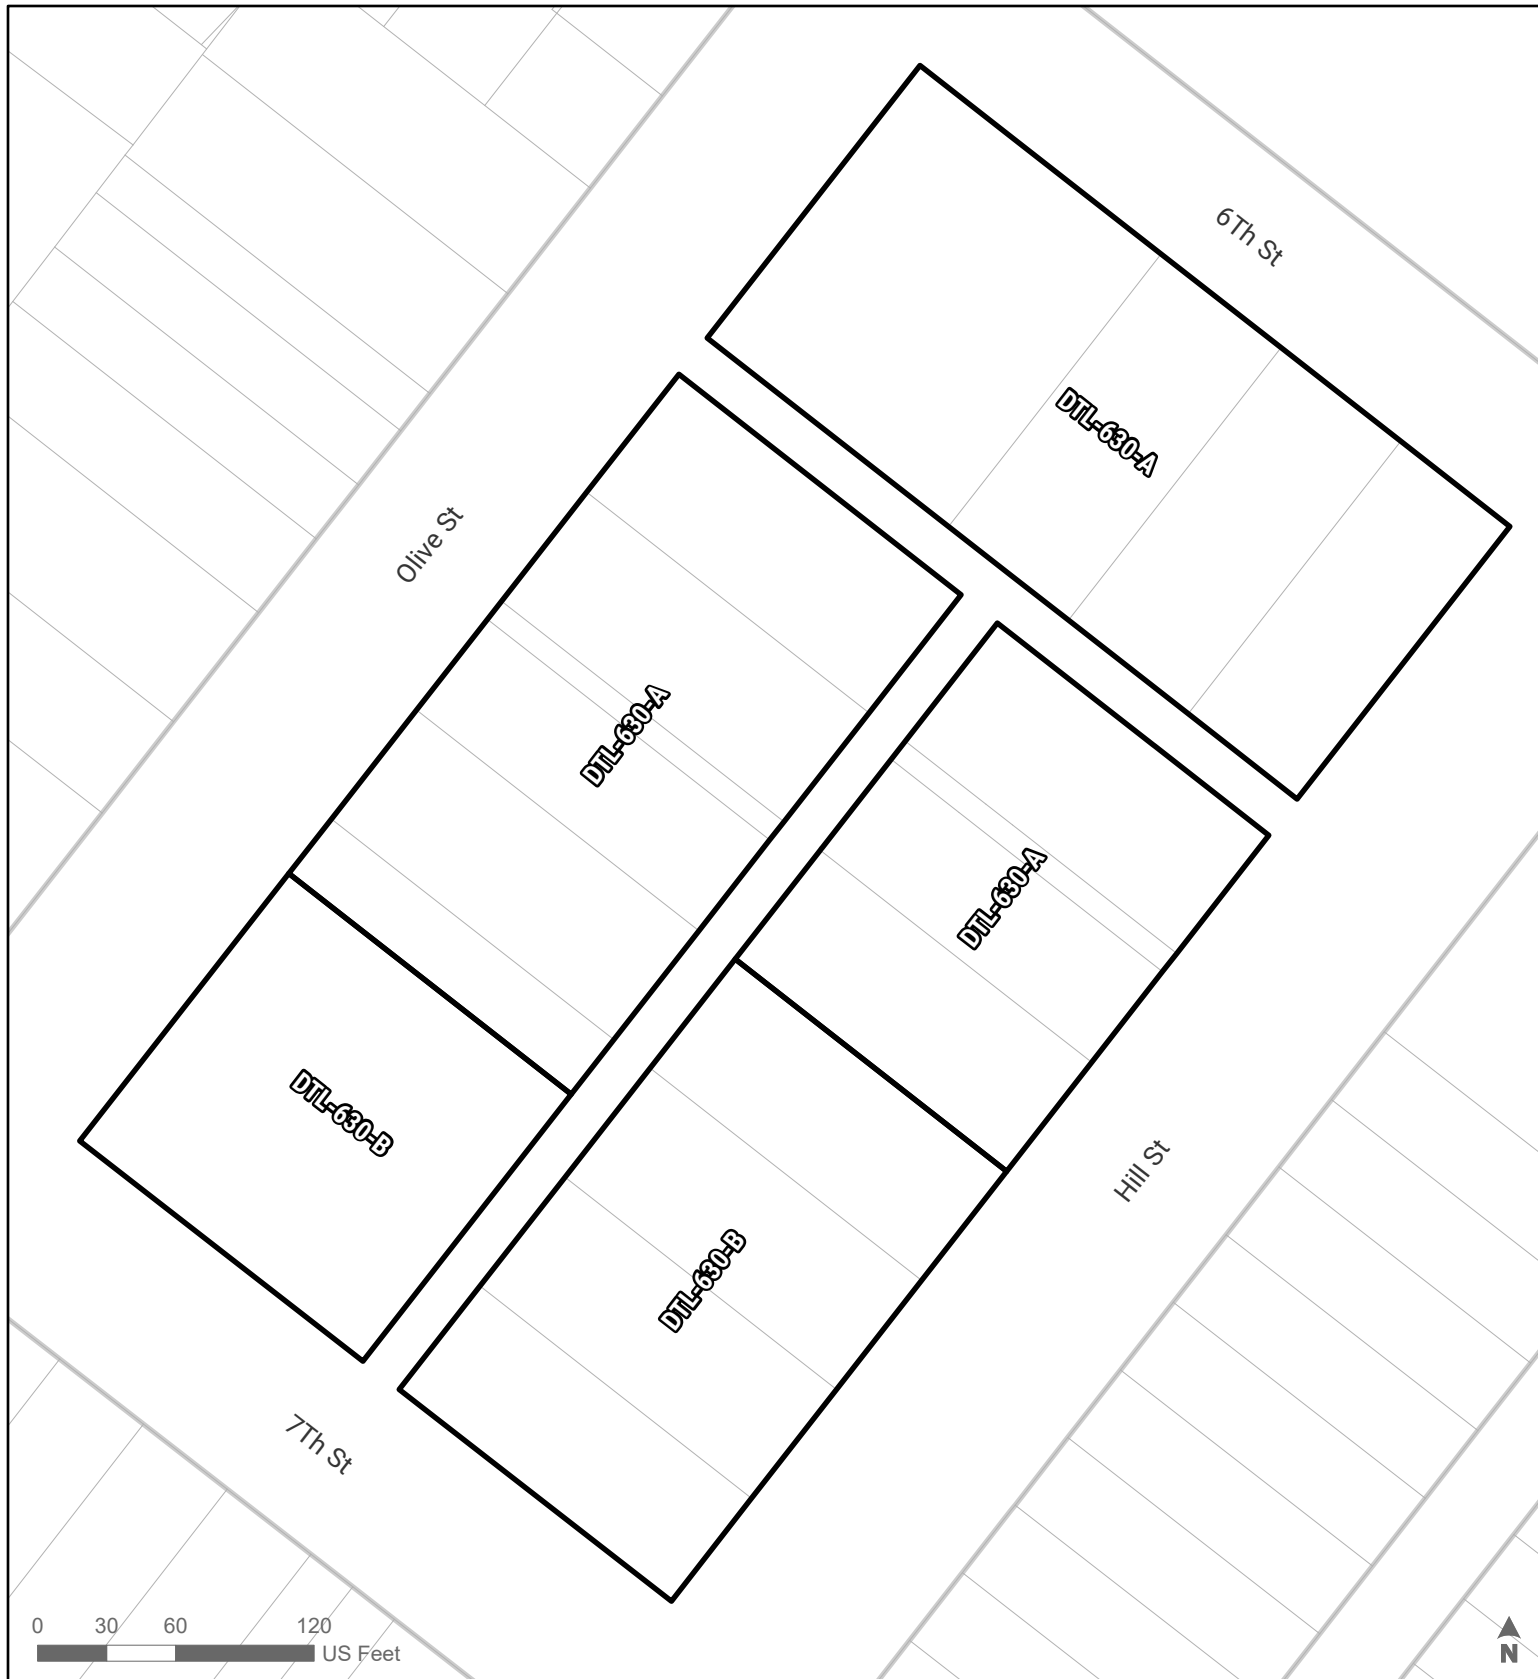 6Th St
DTL-630-A
Olive St
DTL-630-A
DTL-630-A
DTL-630-B
Hill St
DTL-630-B
7Th St
0 30 60 120
US Feet
N